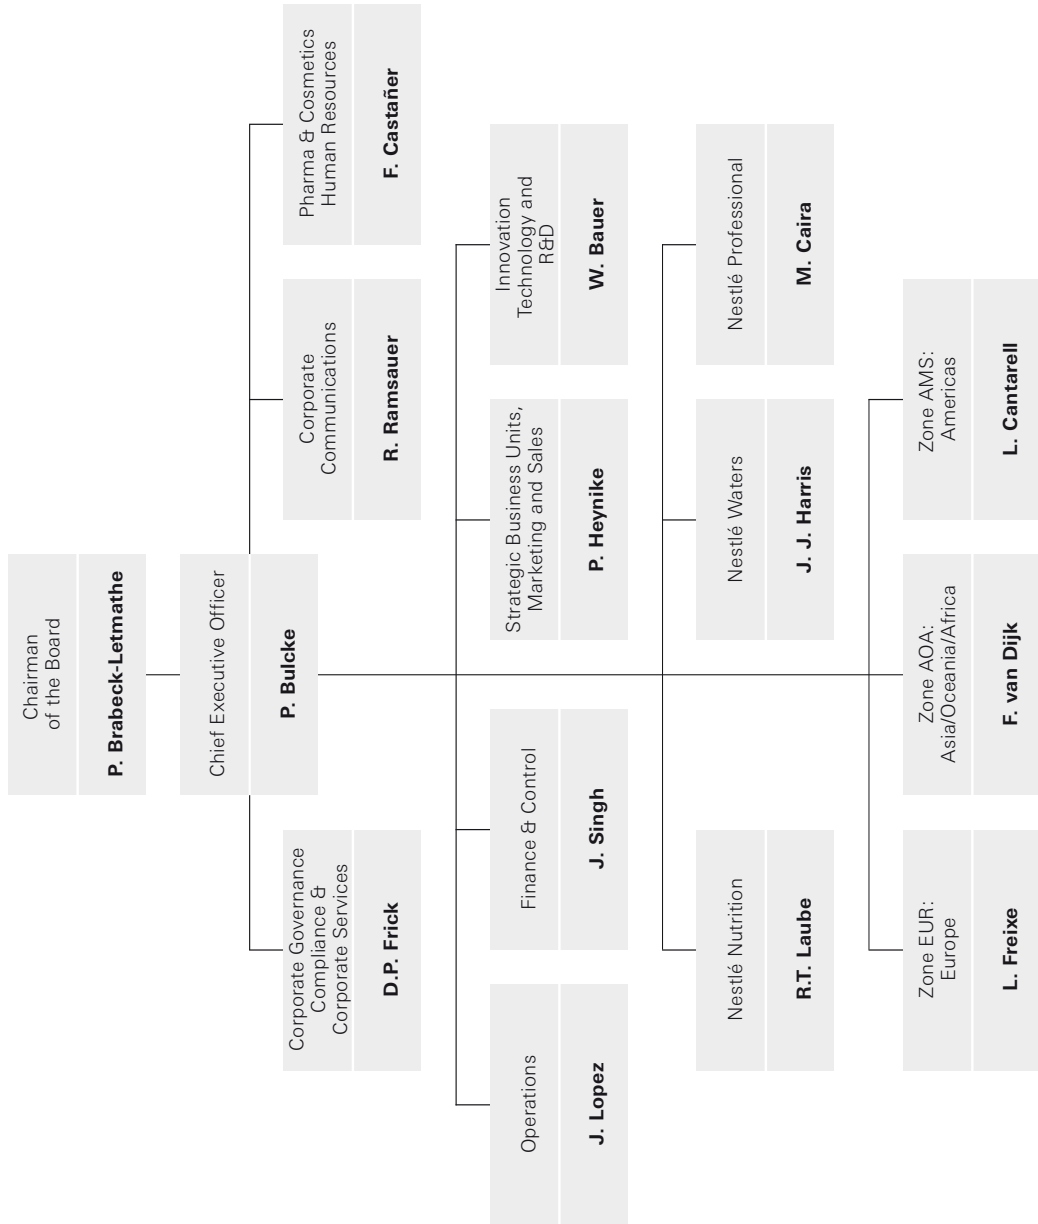 Chairman
of the Board
P. Brabeck-Letmathe
Chief Executive Officer
P. Bulcke
Corporate Governance
Compliance &
Corporate Services
D.P. Frick
Corporate
Communications
R. Ramsauer
Pharma & Cosmetics
Human Resources
F. Castañer
Operations
J. Lopez
Finance & Control
J. Singh
Strategic Business Units,
Marketing and Sales
P. Heynike
Innovation
Technology and
R&D
W. Bauer
Nestlé Nutrition
R.T. Laube
Nestlé Waters
J. J. Harris
Nestlé Professional
M. Caira
Zone EUR:
Europe
L. Freixe
Zone AOA:
Asia/Oceania/Africa
F. van Dijk
Zone AMS:
Americas
L. Cantarell